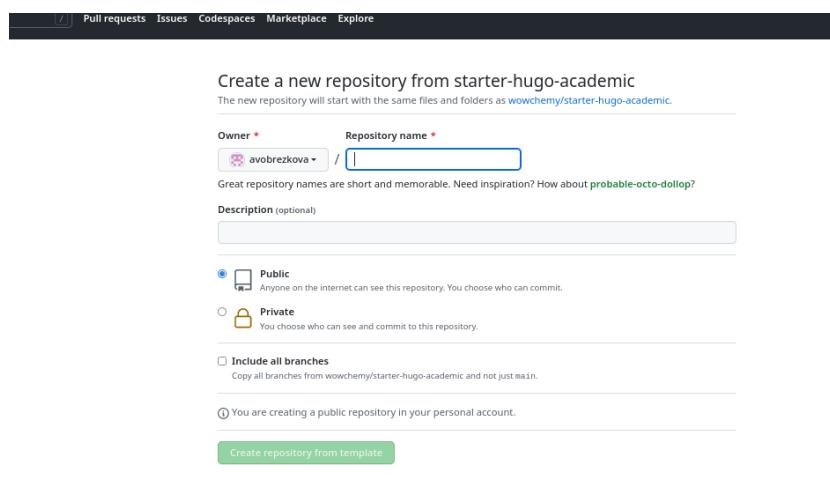 / Pull requests Issues Codespaces Marketplace Explore
Create a new repository from starter-hugo-academic
The new repository will start with the same files and folders as wowchemy/starter-hugo-academic.
Owner * Repository name *
avobrezkova /
Great repository names are short and memorable. Need inspiration? How about probable-octo-dollop?
Description (optional)
Public
Anyone on the internet can see this repository. You choose who can commit.
Private
You choose who can see and commit to this repository.
Include all branches
Copy all branches from wowchemy/starter-hugo-academic and not just main.
You are creating a public repository in your personal account.
Create repository from template